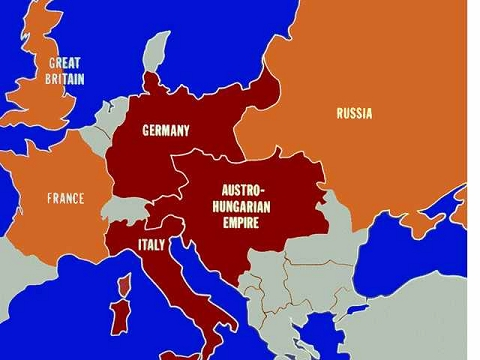 GREAT
BRITAIN
GERMANY
RUSSIA
FRANCE
AUSTRO-
HUNGARIAN
EMPIRE
ITALY